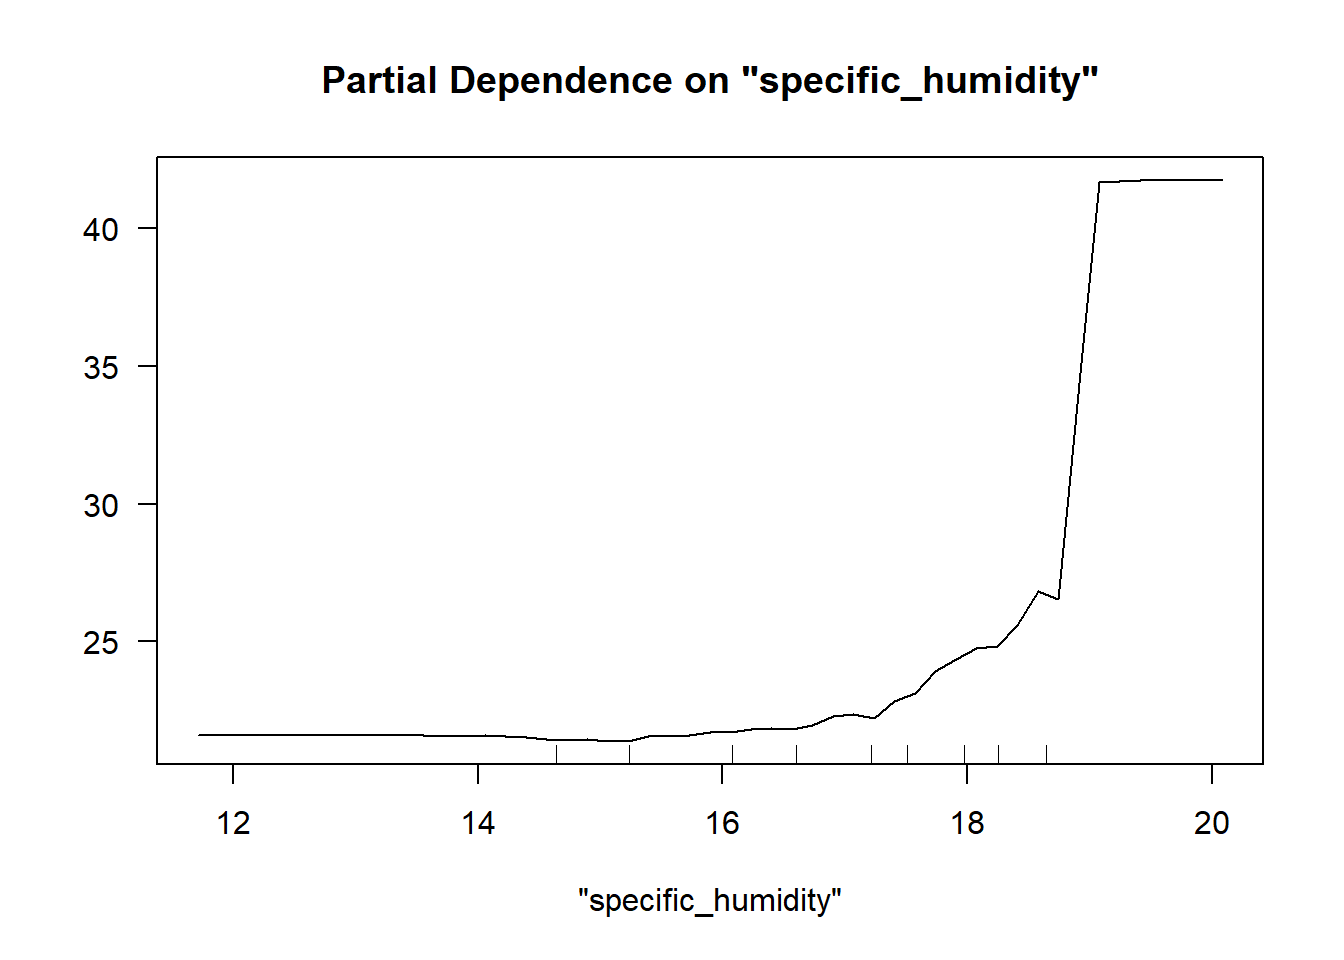 Partial Dependence on "specific_humidity"
40
35
30
25
12 14 16 18 20
"specific_humidity"